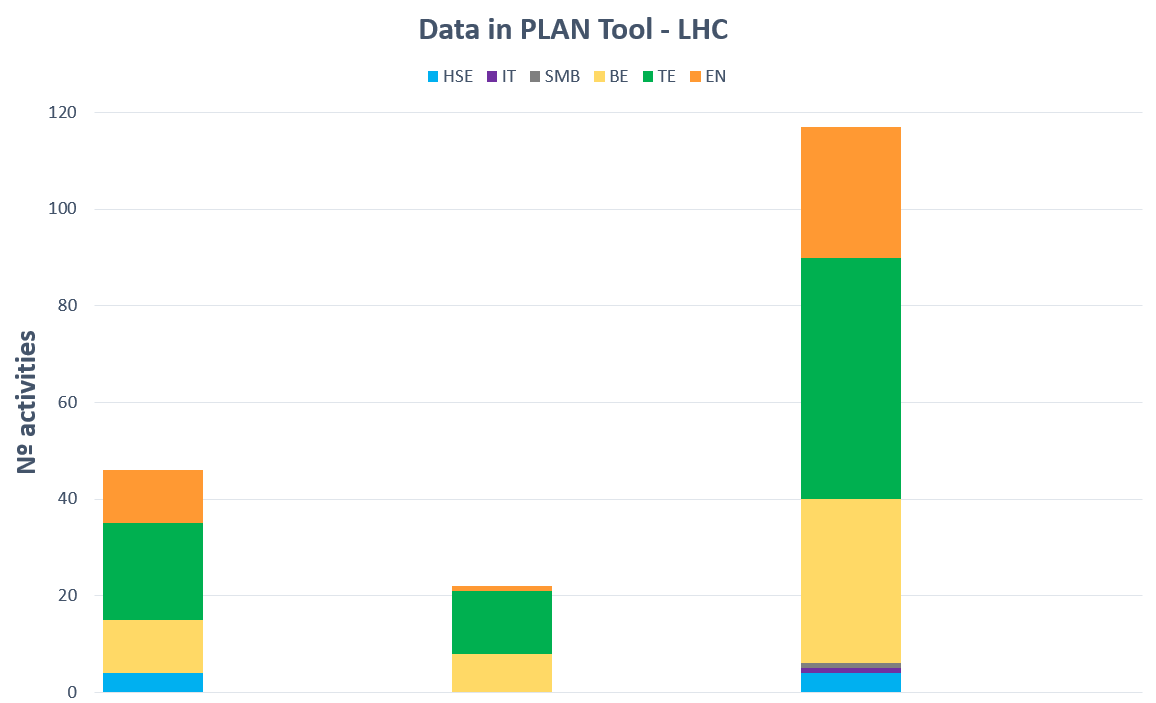 Data in PLAN Tool - LHC
HSE IT SMB BE TE EN
120
100
80
60
40
20
0
Nº activities